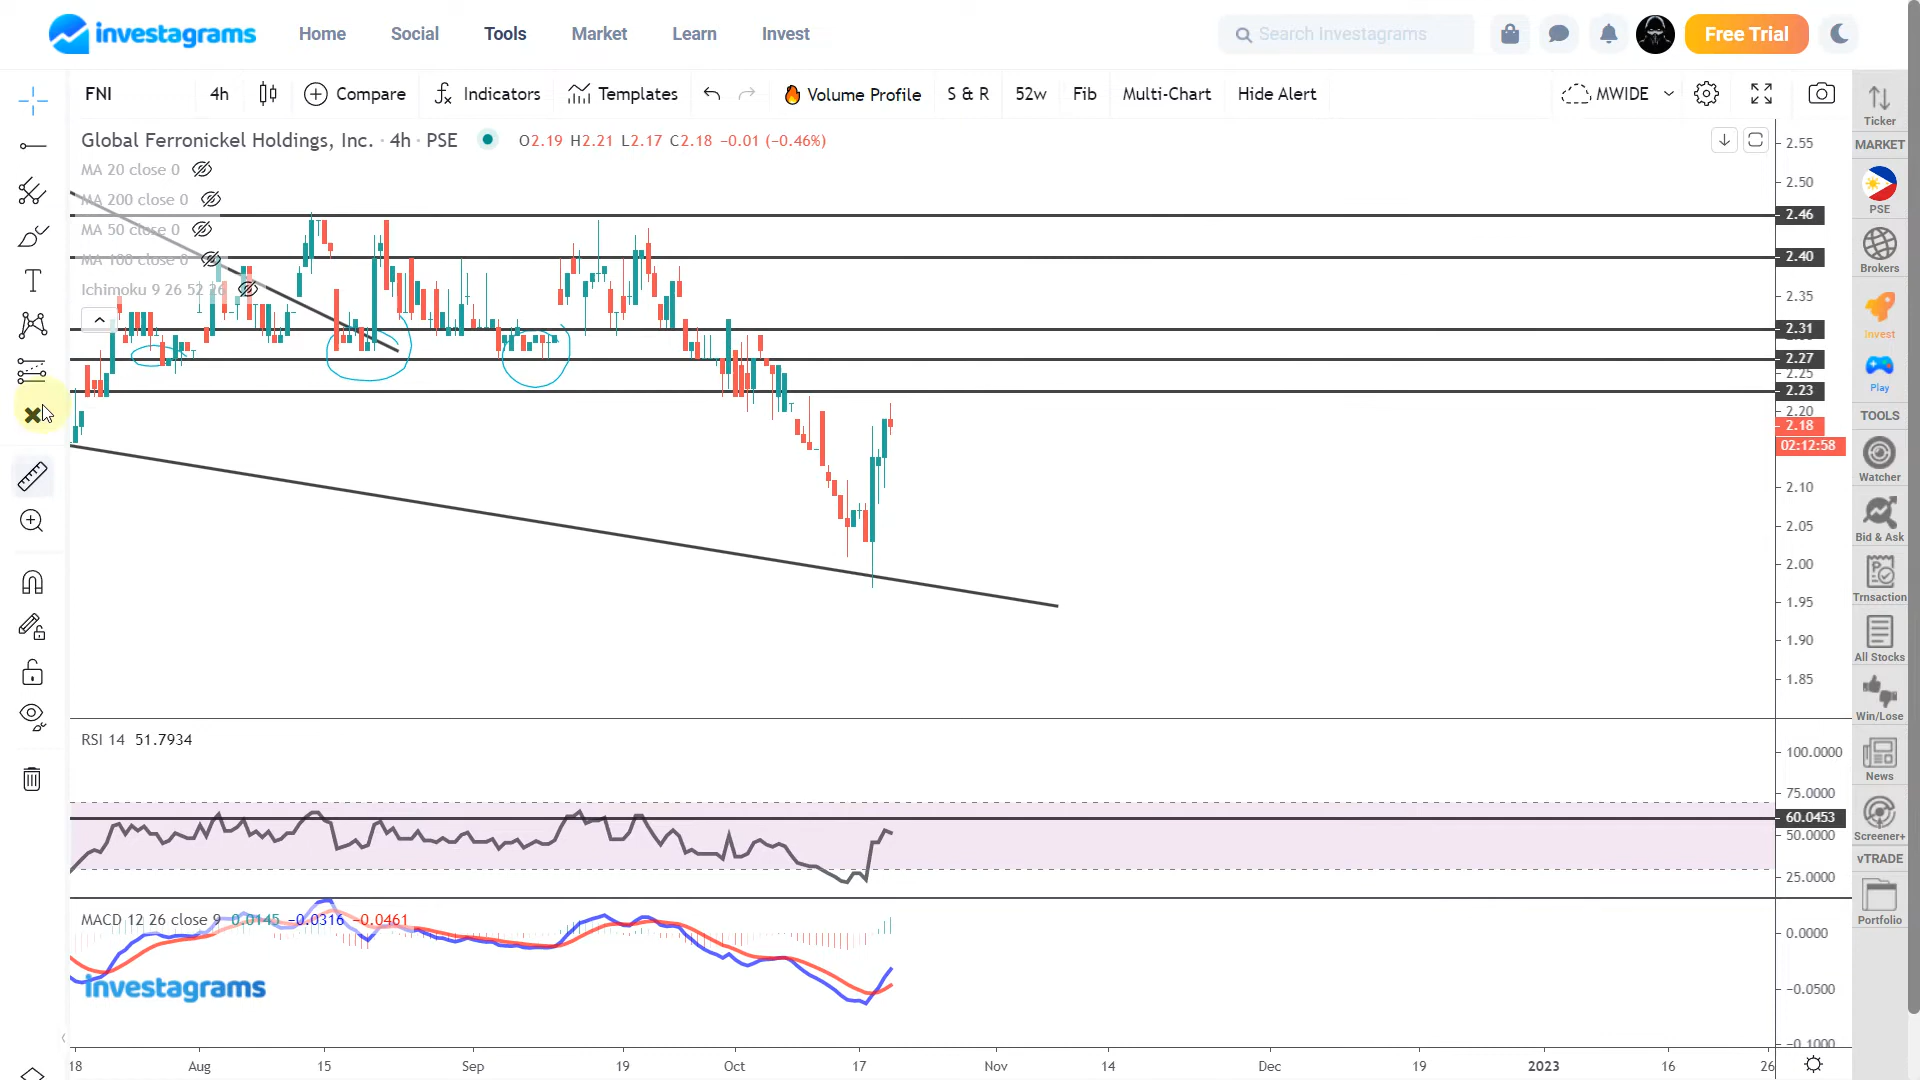 investagrams
Home Social Tools Market Learn Invest
Search Investagrams
Free Trial
FNI 4h Compare Indicators Templates Volume Profile S & R 52w Fib Multi-Chart Hide Alert MWIDE
Global Ferronickel Holdings, Inc. · 4h · PSE O2.19 H2.21 L2.17 C2.18 −0.01 (−0.46%)
MA 20 close 0
MA 200 close 0
MA 50 close 0
MA 100 close 0
Ichimoku 9 26 52 26
2.55
2.50
2.46
2.40
2.35
2.31
2.27
2.25
2.23
2.20
2.18
02:12:58
2.10
2.05
2.00
1.95
1.90
1.85
RSI 14 51.7934
100.0000
75.0000
60.0453
50.0000
25.0000
MACD 12 26 close 9 0.0145 −0.0316 −0.0461
0.0000
−0.0500
−0.1000
investagrams
18 Aug 15 Sep 19 Oct 17 Nov 14 Dec 19 2023 16 26
Ticker
MARKET
PSE
Brokers
Invest
Play
TOOLS
Watcher
Bid & Ask
Trnsaction
All Stocks
Win/Lose
News
Screener+
vTRADE
Portfolio